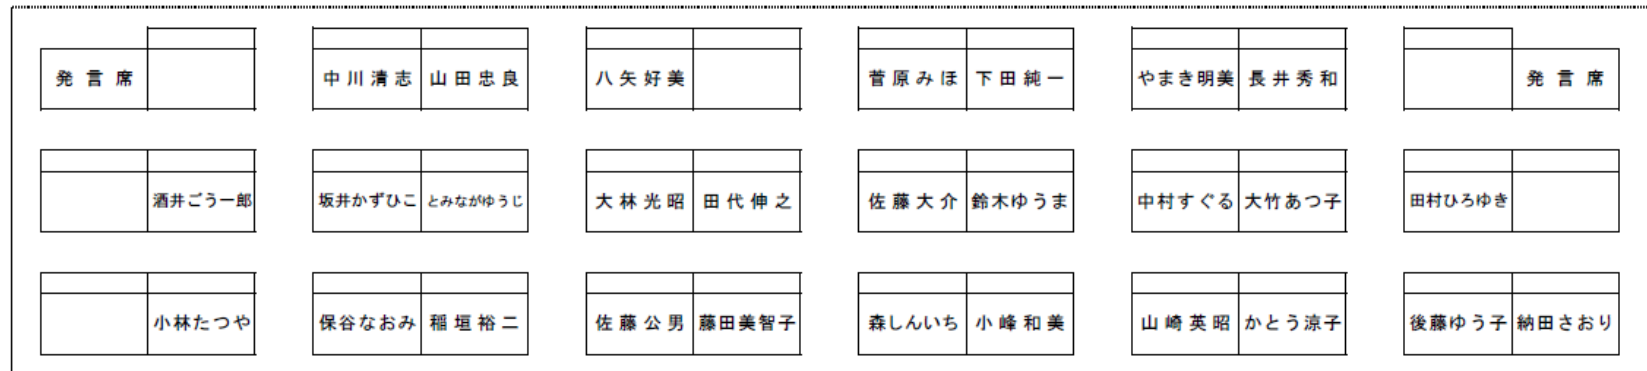 発言席 中川清志 山田忠良 八矢好美 菅原みほ 下田純一 やまき明美 長井秀和 発言席
酒井ごう一郎 坂井かずひこ とみながゆうじ 大林光昭 田代伸之 佐藤大介 鈴木ゆうま 中村すぐる 大竹あつ子 田村ひろゆき
小林たつや 保谷なおみ 稲垣裕二 佐藤公男 藤田美智子 森しんいち 小峰和美 山崎英昭 かとう涼子 後藤ゆう子 納田さおり